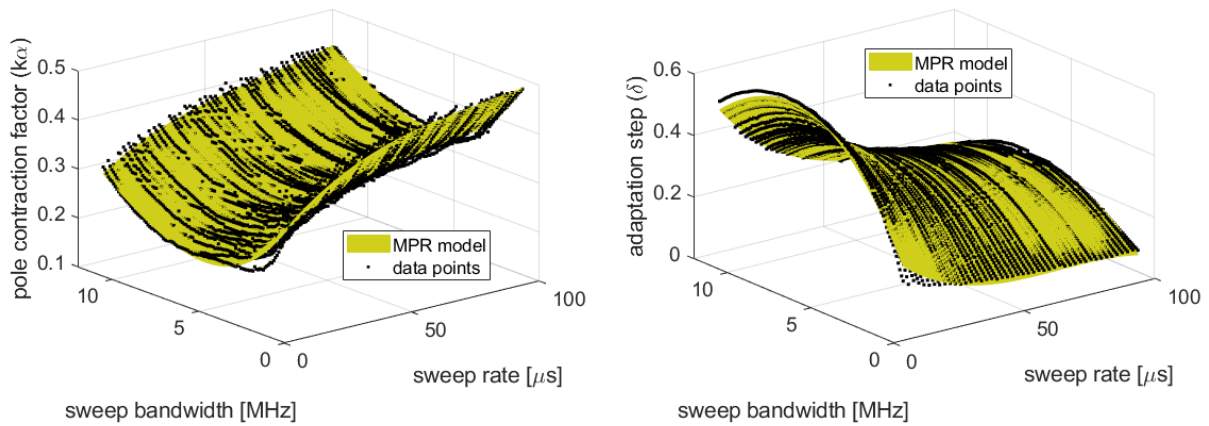 pole contraction factor (kα)
0.5
0.4
0.3
0.2
0.1
10
5
0
0
50
100
MPR model
data points
sweep rate [μs]
sweep bandwidth [MHz]
adaptation step (δ)
0.6
0.4
0.2
0
10
5
0
0
50
100
MPR model
data points
sweep rate [μs]
sweep bandwidth [MHz]